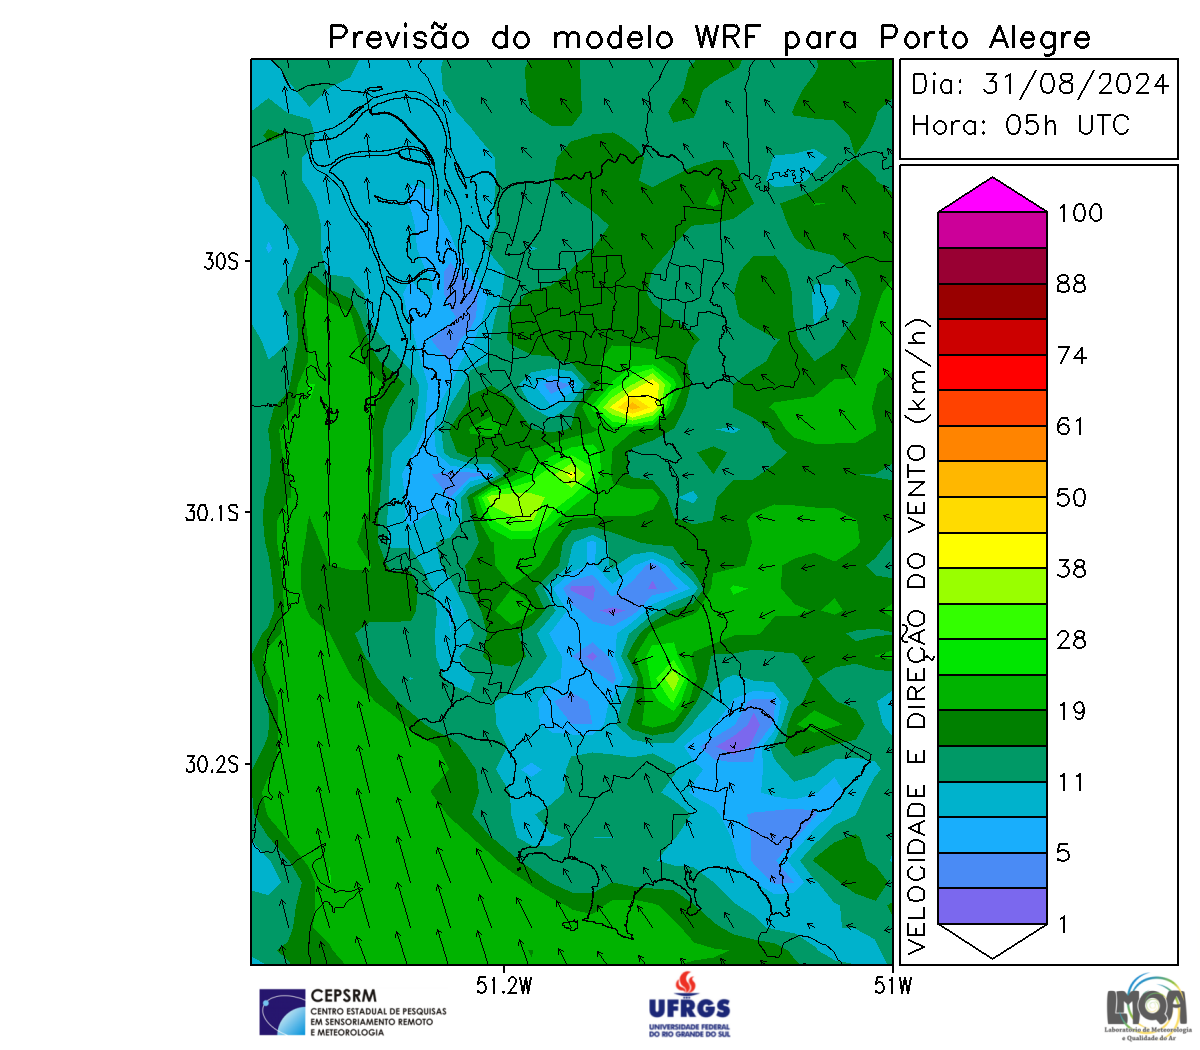 Previsão do modelo WRF para Porto Alegre
Dia: 31/08/2024
Hora: 05h UTC
30S
30.1S
30.2S
51.2W
51W
VELOCIDADE E DIREÇÃO DO VENTO (km/h)
100
88
74
61
50
38
28
19
11
5
1
CEPSRM
CENTRO ESTADUAL DE PESQUISAS
EM SENSORIAMENTO REMOTO
E METEOROLOGIA
UFRGS
UNIVERSIDADE FEDERAL
DO RIO GRANDE DO SUL
LMQA
Laboratório de Meteorologia
e Qualidade do Ar